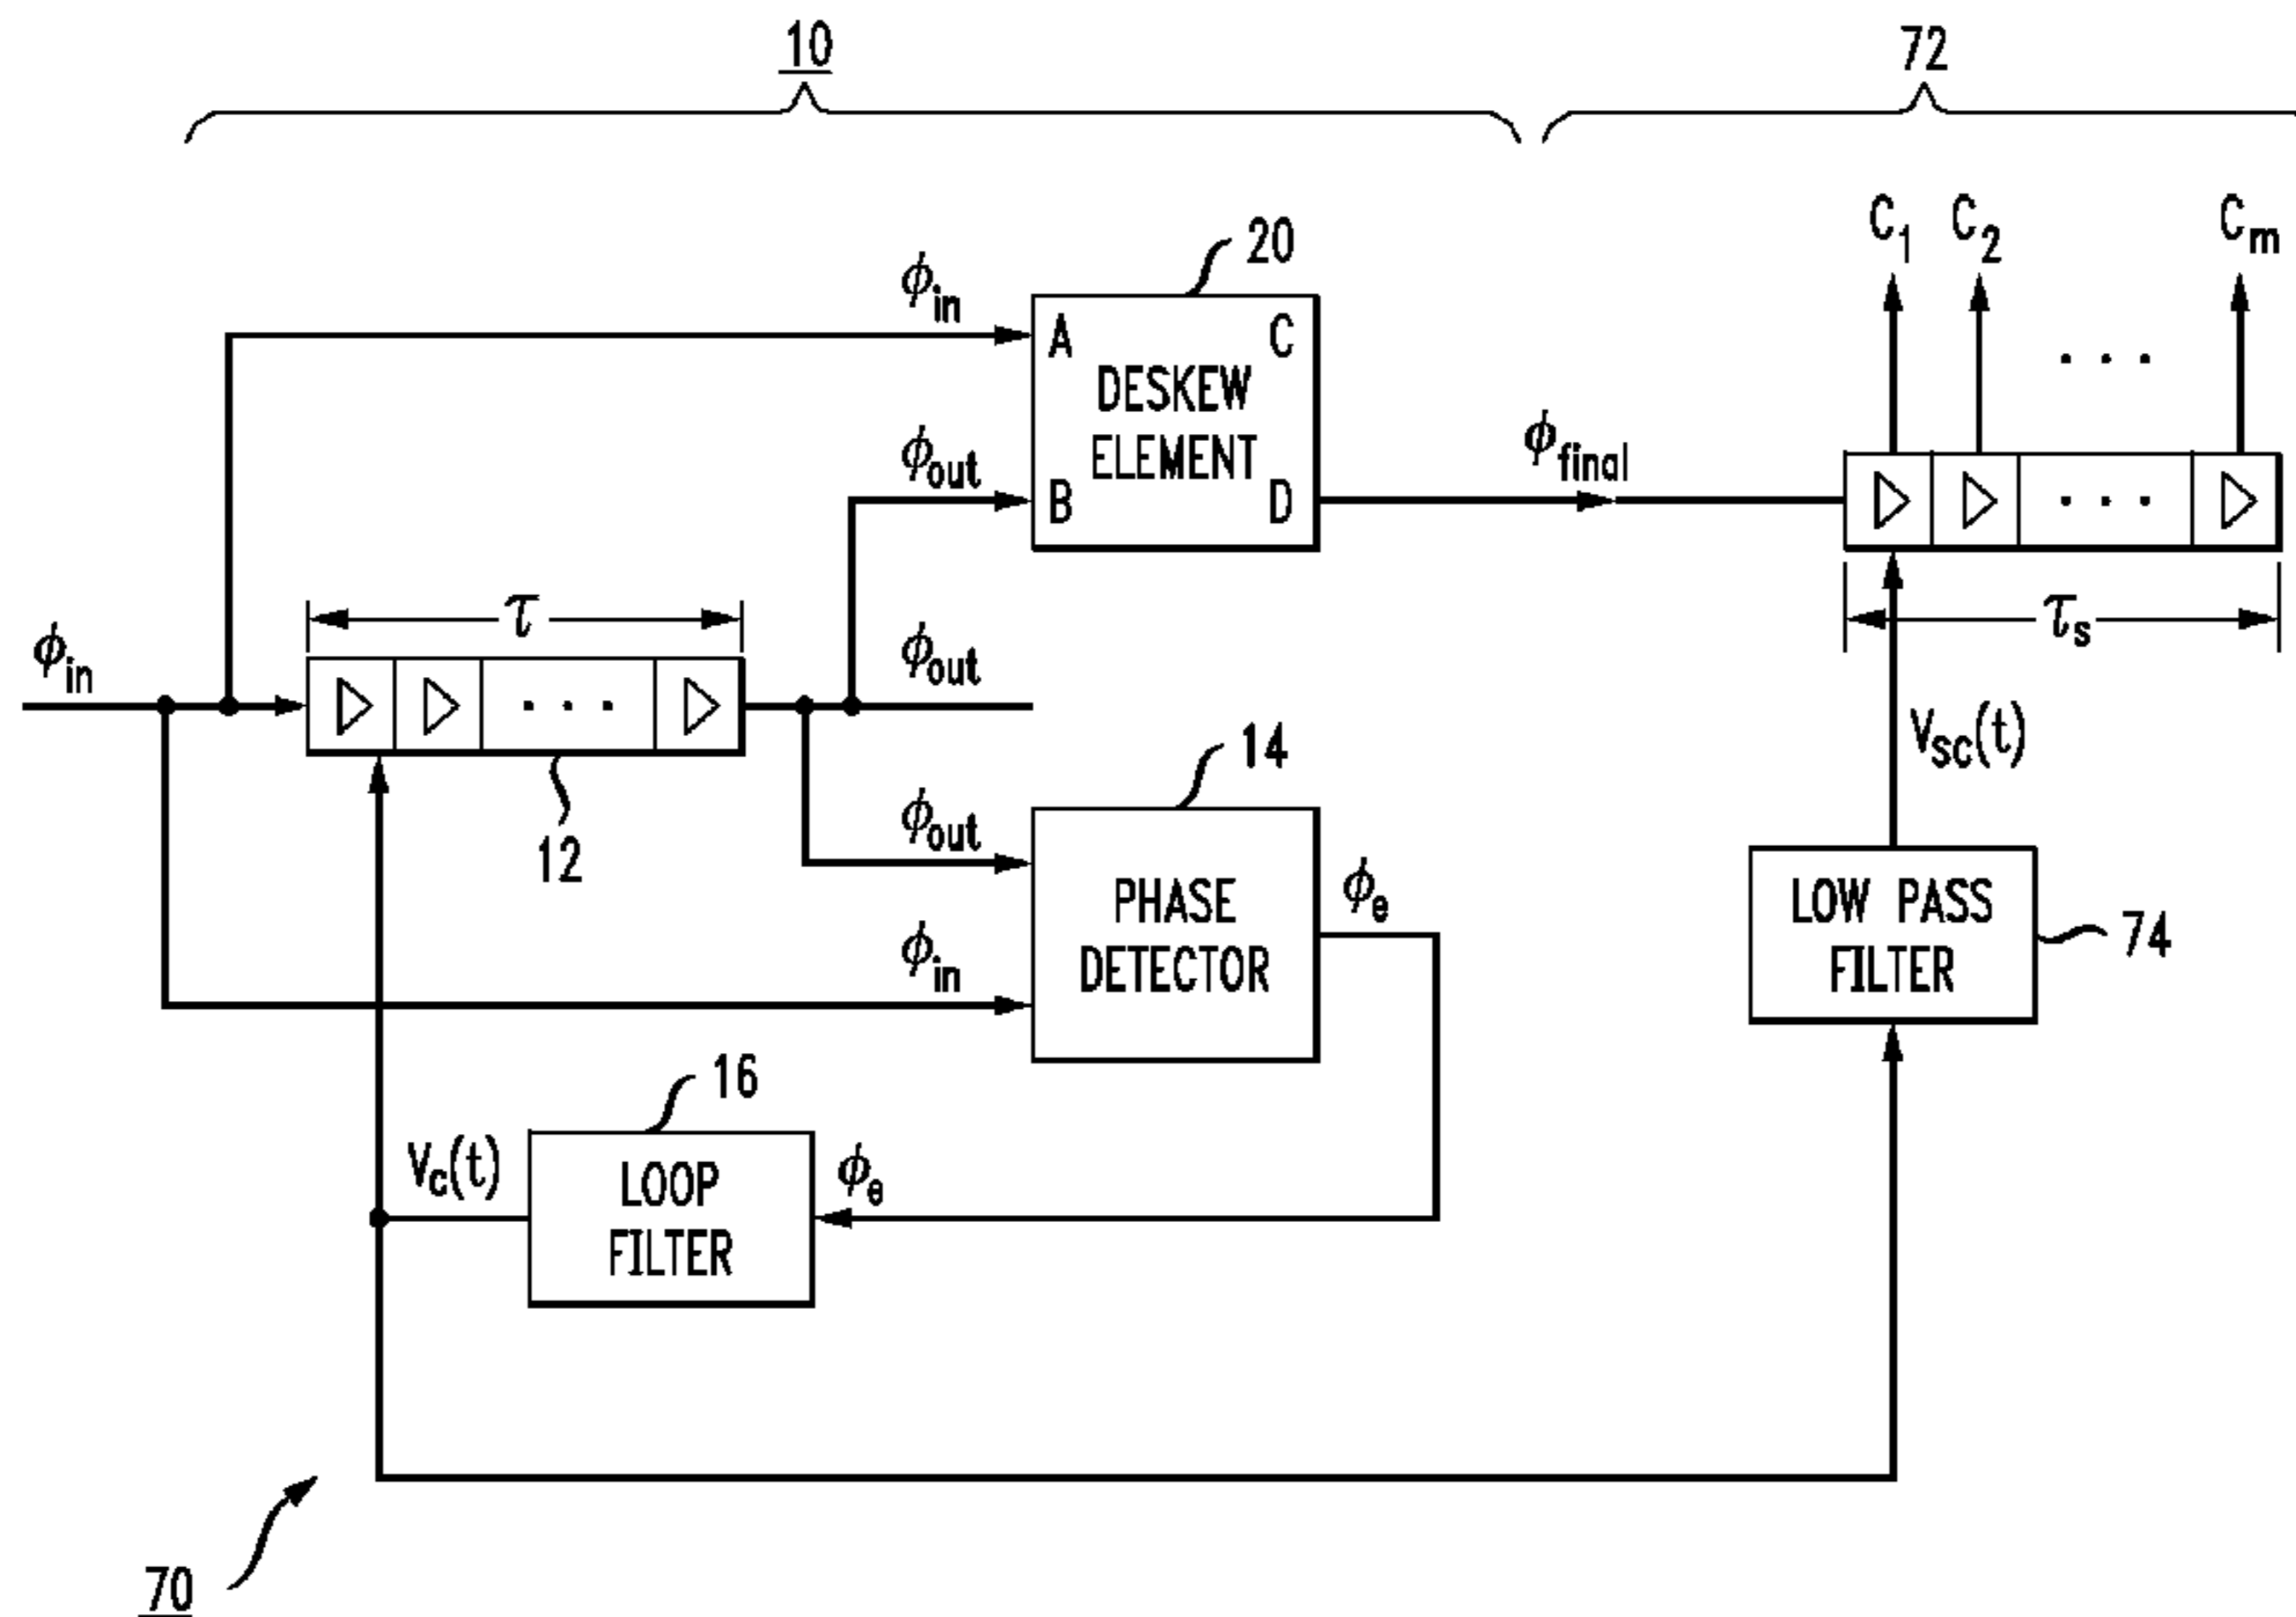 10
72
C1 C2 . . . Cm
20
ϕin
A C
DESKEW
ELEMENT
ϕout
B D
ϕfinal
. . .
τ
τs
ϕin
. . .
ϕout
Vsc(t)
12
14
ϕout
PHASE
DETECTOR
ϕe
ϕin
LOW PASS
FILTER
74
16
Vc(t)
LOOP
FILTER
ϕe
70